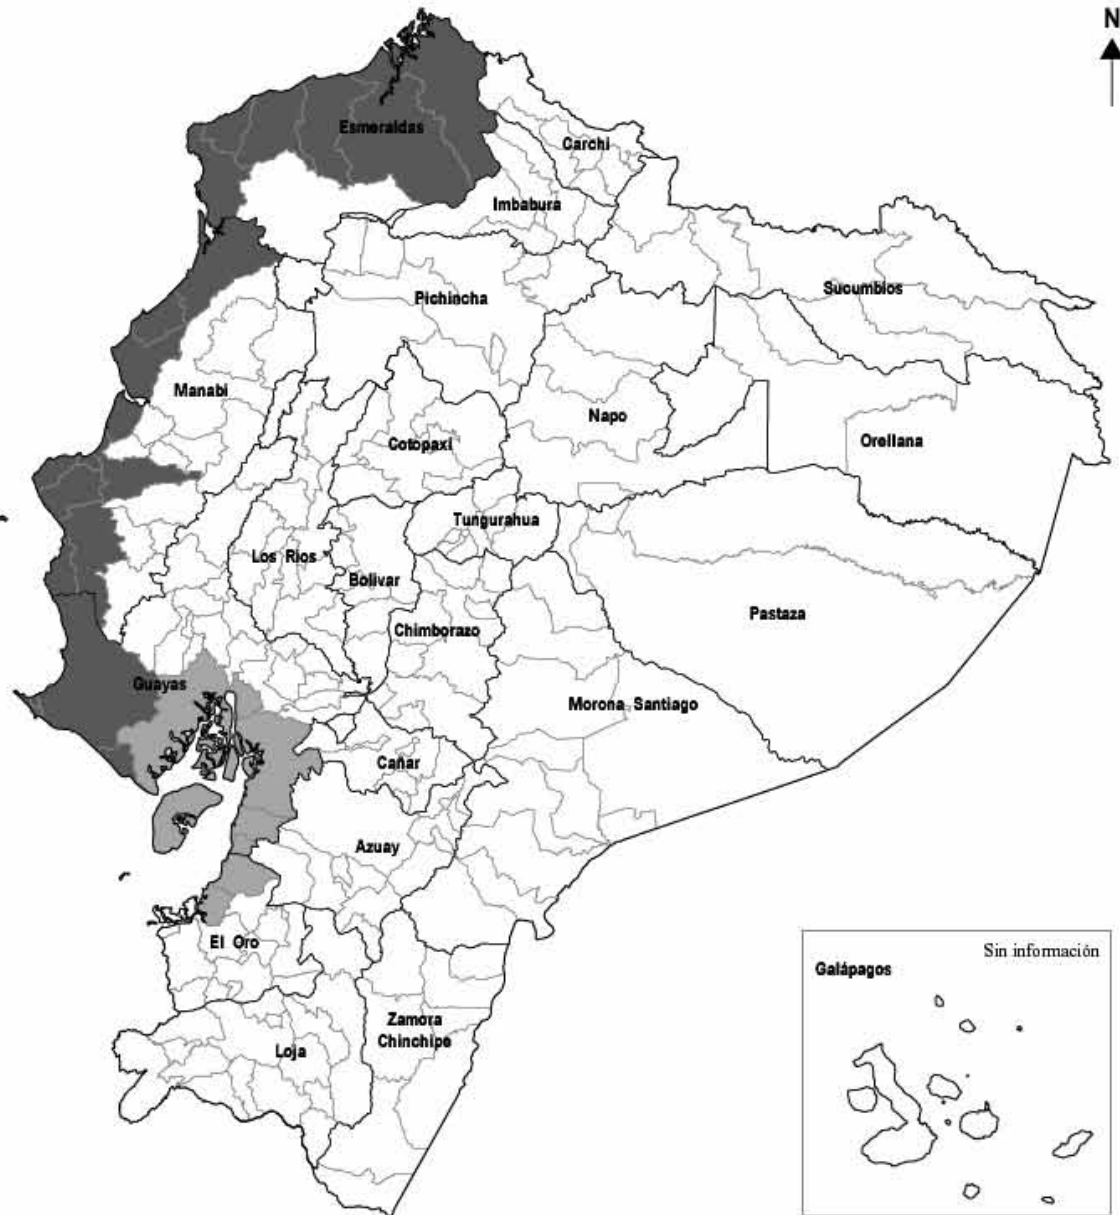 N
Esmeraldas
Carchi
Imbabura
Pichincha
Sucumbios
Manabi
Napo
Cotopaxi
Orellana
Tungurahua
Los Rios
Bolivar
Pastaza
Chimborazo
Guayas
Morona Santiago
Cañar
Azuay
El Oro
Sin información
Galápagos
Zamora
Chinchipe
Loja